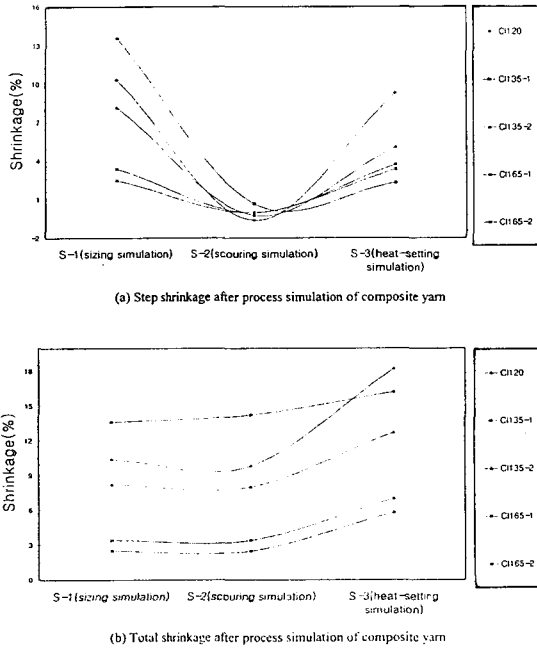 16
13
10
7
4
1
-2
Shrinkage(%)
S-1(sizing simulation)
S-2(scouring simulation)
S-3(heat-setting
simulation)
CI120
CI135-1
CI135-2
CI165-1
CI165-2
(a) Step shrinkage after process simulation of composite yarn
18
15
12
9
6
3
0
Shrinkage(%)
S-1(sizing simulation)
S-2(scouring simulation)
S-3(heat-setting
simulation)
CI120
CI135-1
CI135-2
CI165-1
CI165-2
(b) Total shrinkage after process simulation of composite yarn